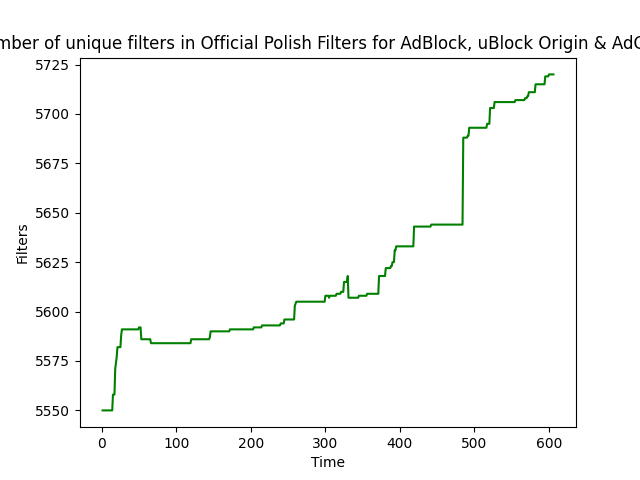 mber of unique filters in Official Polish Filters for AdBlock, uBlock Origin & AdG
5725
5700
5675
5650
5625
5600
5575
5550
Filters
0 100 200 300 400 500 600
Time